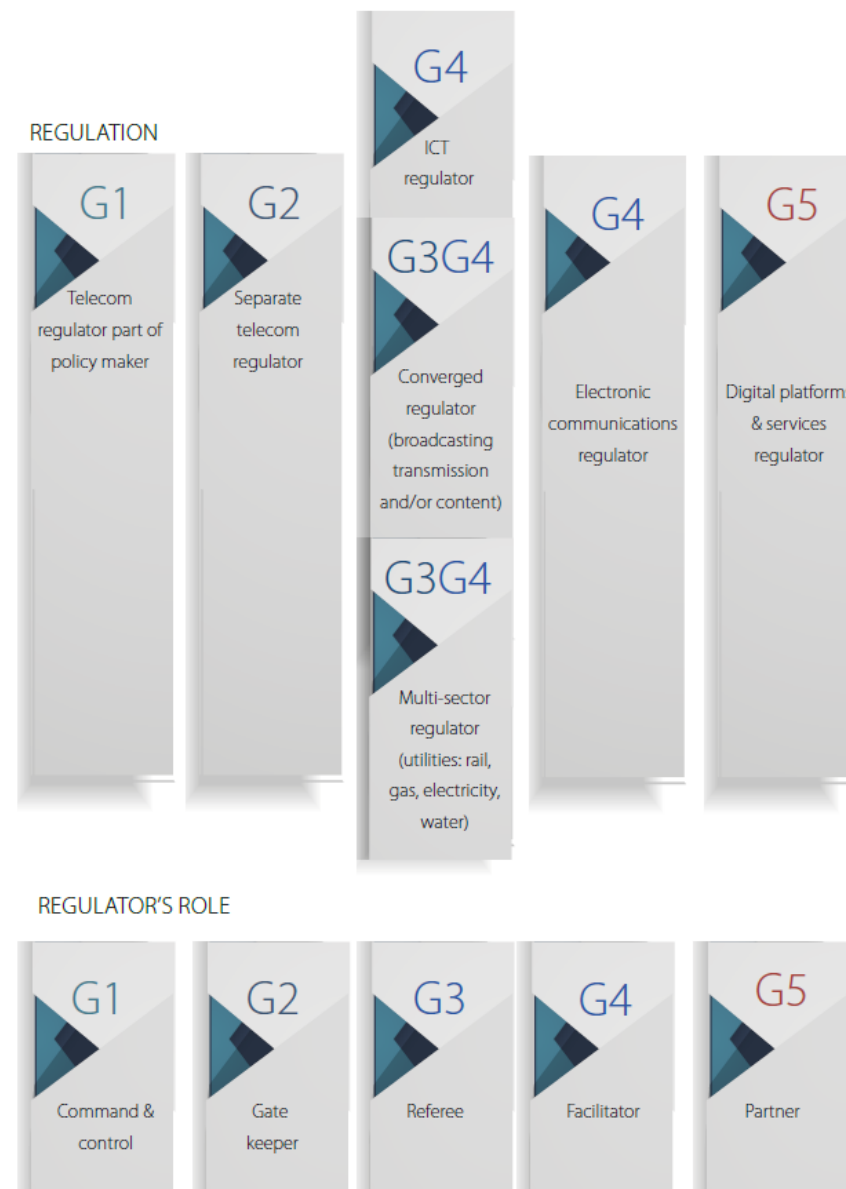 REGULATION
G1
Telecom
regulator part of
policy maker
G2
Separate
telecom
regulator
G4
ICT
regulator
G3G4
Converged
regulator
(broadcasting
transmission
and/or content)
G3G4
Multi-sector
regulator
(utilities: rail,
gas, electricity,
water)
G4
Electronic
communications
regulator
G5
Digital platforms
& services
regulator
REGULATOR'S ROLE
G1
Command &
control
G2
Gate
keeper
G3
Referee
G4
Facilitator
G5
Partner